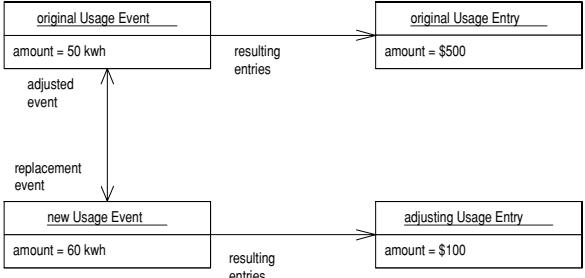 original Usage Event
amount = 50 kwh
resulting
entries
original Usage Entry
amount = $500
adjusted
event
replacement
event
new Usage Event
amount = 60 kwh
resulting
entries
adjusting Usage Entry
amount = $100